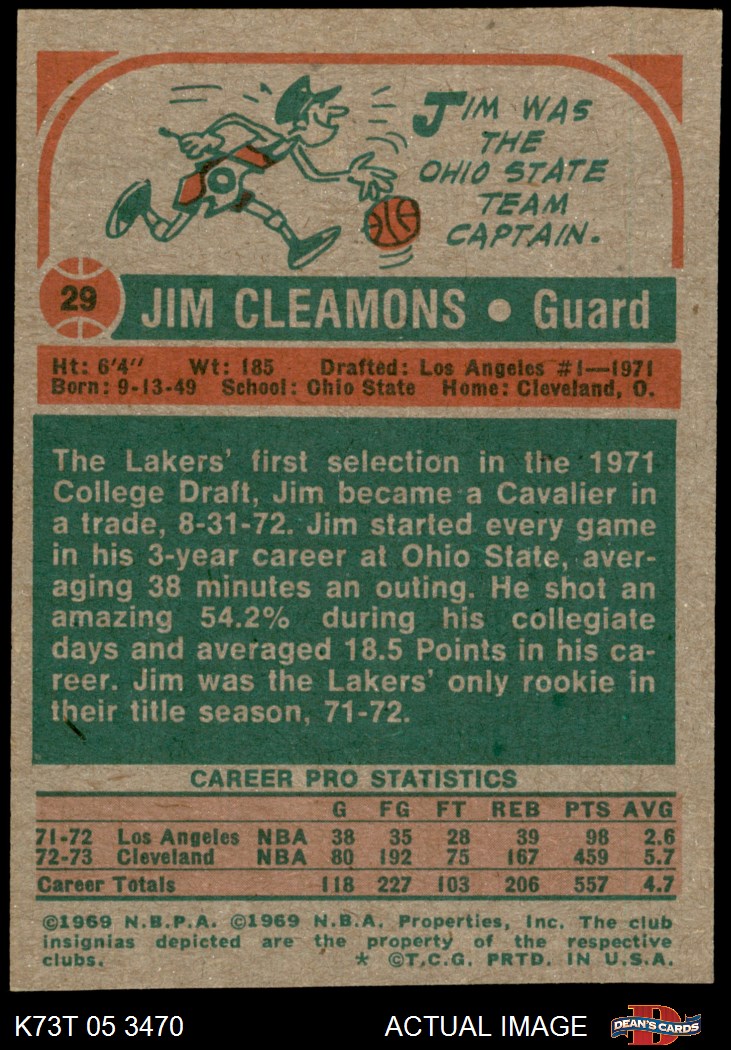 JIM WAS
THE
OHIO STATE
TEAM
CAPTAIN.
O
29
JIM CLEAMONS • Guard
Ht: 6'4" Wt: 185 Drafted: Los Angeles #1—1971
Born: 9-13-49 School: Ohio State Home: Cleveland, O.
The Lakers' first selection in the 1971
College Draft, Jim became a Cavalier in
a trade, 8-31-72. Jim started every game
in his 3-year career at Ohio State, aver-
aging 38 minutes an outing. He shot an
amazing 54.2% during his collegiate
days and averaged 18.5 Points in his ca-
reer. Jim was the Lakers' only rookie in
their title season, 71-72.
CAREER PRO STATISTICS
G FG FT REB PTS AVG
71-72 Los Angeles NBA 38 35 28 39 98 2.6
72-73 Cleveland NBA 80 192 75 167 459 5.7
Career Totals 118 227 103 206 557 4.7
©1969 N.B.P.A. ©1969 N.B.A. Properties, Inc. The club
insignias depicted are the property of the respective
clubs. * ©T.C.G. PRTD. IN U.S.A.
K73T 05 3470 ACTUAL IMAGE D DEAN'S CARDS